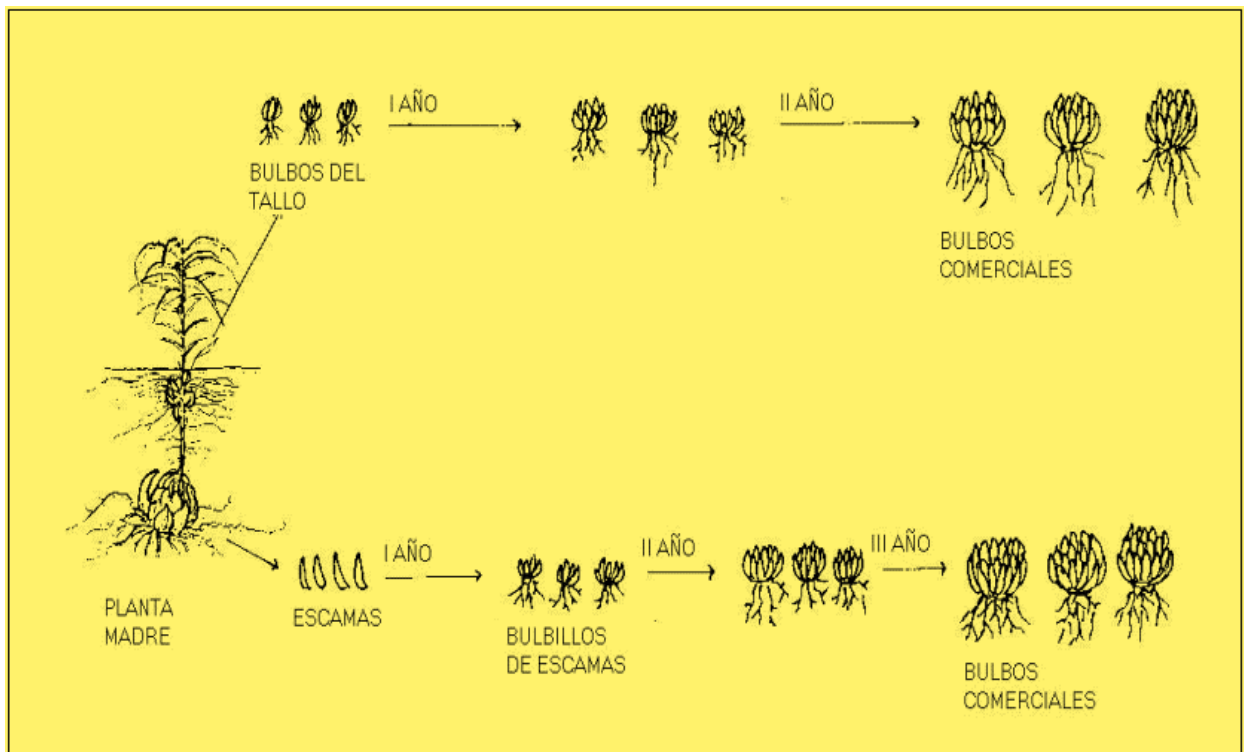 I AÑO
II AÑO
BULBOS DEL
TALLO
BULBOS
COMERCIALES
I AÑO
II AÑO
III AÑO
PLANTA
MADRE
ESCAMAS
BULBILLOS
DE ESCAMAS
BULBOS
COMERCIALES